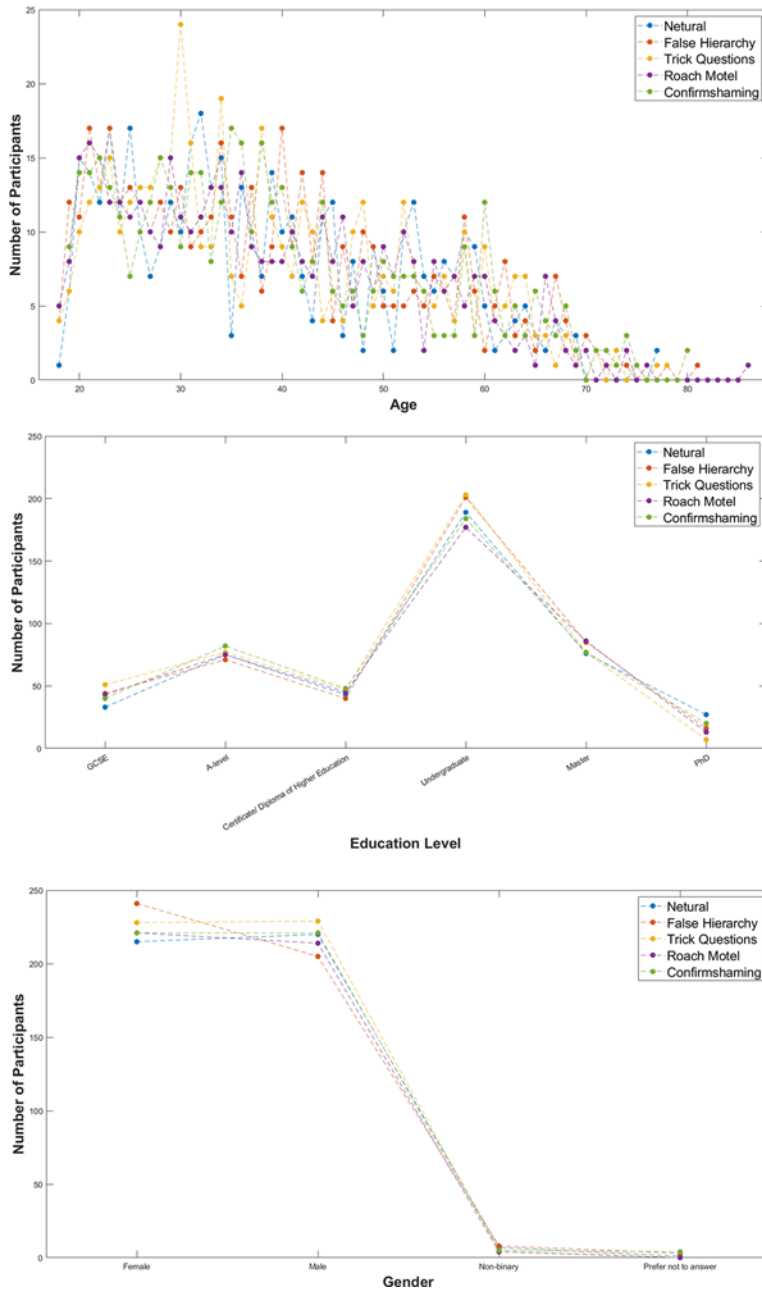 25
20
15
10
5
0
Number of Participants
20 30 40 50 60 70 80
Age
Netural
False Hierarchy
Trick Questions
Roach Motel
Confirmshaming
250
200
150
100
50
0
Number of Participants
GCSE
A-level
Certificate/ Diploma of Higher Education
Undergraduate
Master
PhD
Education Level
Netural
False Hierarchy
Trick Questions
Roach Motel
Confirmshaming
250
200
150
100
50
0
Number of Participants
Female Male Non-binary Prefer not to answer
Gender
Netural
False Hierarchy
Trick Questions
Roach Motel
Confirmshaming